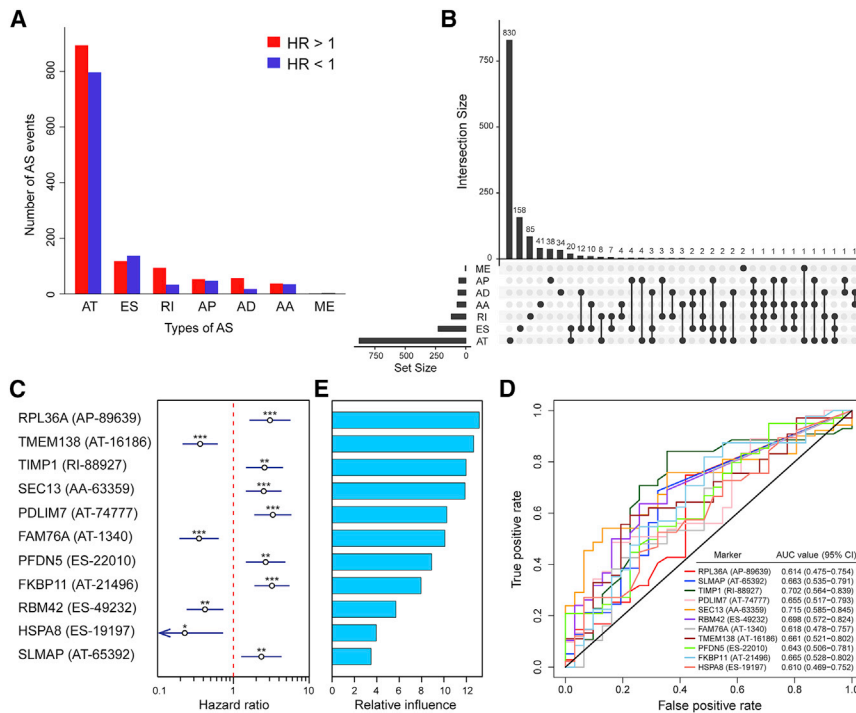 A
HR > 1
HR < 1
Number of AS events
800
600
400
200
0
AT ES RI AP AD AA ME
Types of AS
B
Intersection Size
750
500
250
0
830
158
85
41 38 34 20 12 10 8 7 4 4 4 3 3 3 3 2 2 2 2 2 2 1 1 1 1 1 1 1 1 1 1 1
ME
AP
AD
AA
RI
ES
AT
750 500 250 0
Set Size
C
RPL36A (AP-89639)
TMEM138 (AT-16186)
TIMP1 (RI-88927)
SEC13 (AA-63359)
PDLIM7 (AT-74777)
FAM76A (AT-1340)
PFDN5 (ES-22010)
FKBP11 (AT-21496)
RBM42 (ES-49232)
HSPA8 (ES-19197)
SLMAP (AT-65392)
***
***
**
***
***
***
**
***
**
*
**
0.1 1 10
Hazard ratio
E
0 2 4 6 8 10 12
Relative influence
D
True positive rate
1.0
0.8
0.6
0.4
0.2
0.0
Marker AUC value (95% CI)
RPL36A (AP-89639) 0.614 (0.475−0.754)
SLMAP (AT-65392) 0.663 (0.535−0.791)
TIMP1 (RI-88927) 0.702 (0.564−0.839)
PDLIM7 (AT-74777) 0.655 (0.517−0.793)
SEC13 (AA-63359) 0.715 (0.585−0.845)
RBM42 (ES-49232) 0.698 (0.572−0.824)
FAM76A (AT-1340) 0.618 (0.478−0.757)
TMEM138 (AT-16186) 0.661 (0.521−0.802)
PFDN5 (ES-22010) 0.643 (0.506−0.781)
FKBP11 (AT-21496) 0.665 (0.528−0.802)
HSPA8 (ES-19197) 0.610 (0.469−0.752)
0.0 0.2 0.4 0.6 0.8 1.0
False positive rate